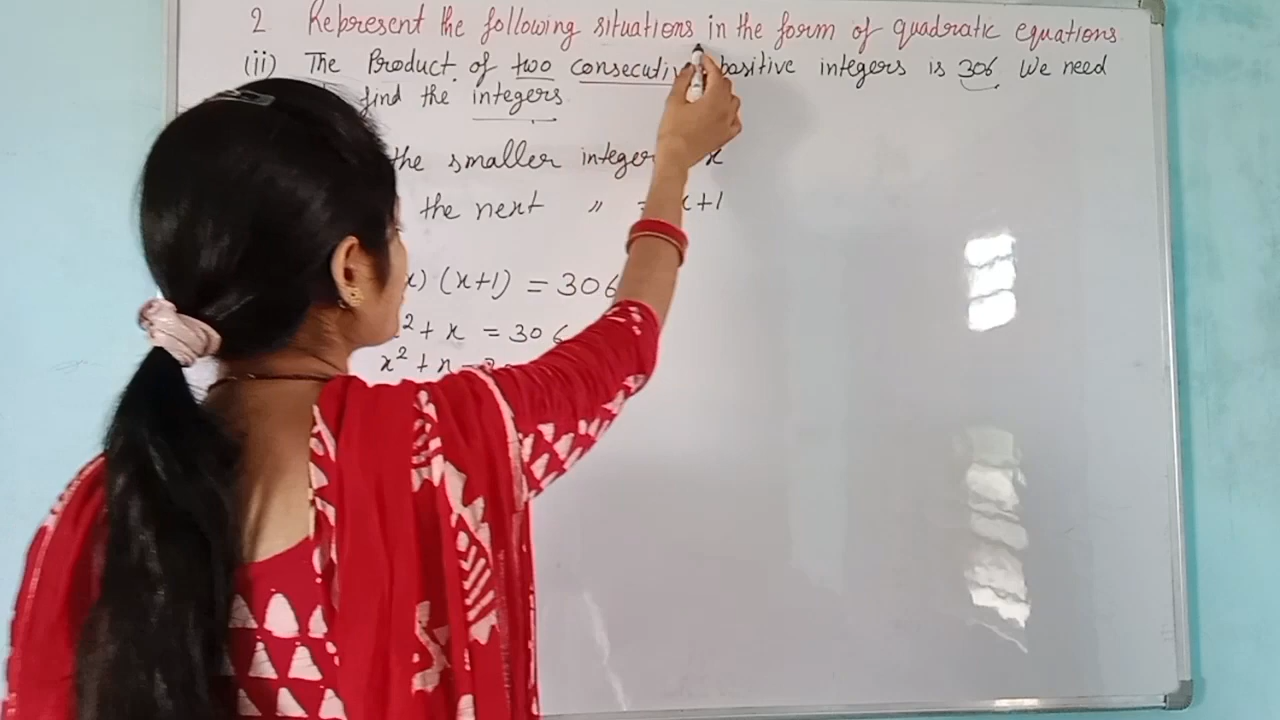 2 Represent the following situations in the form of quadratic equations
(ii) The Product of two consecutive positive integers is 306 We need
find the integers
the smaller integer x
the next " = x+1
x) (x+1) = 306
x² + x = 306
x² + x